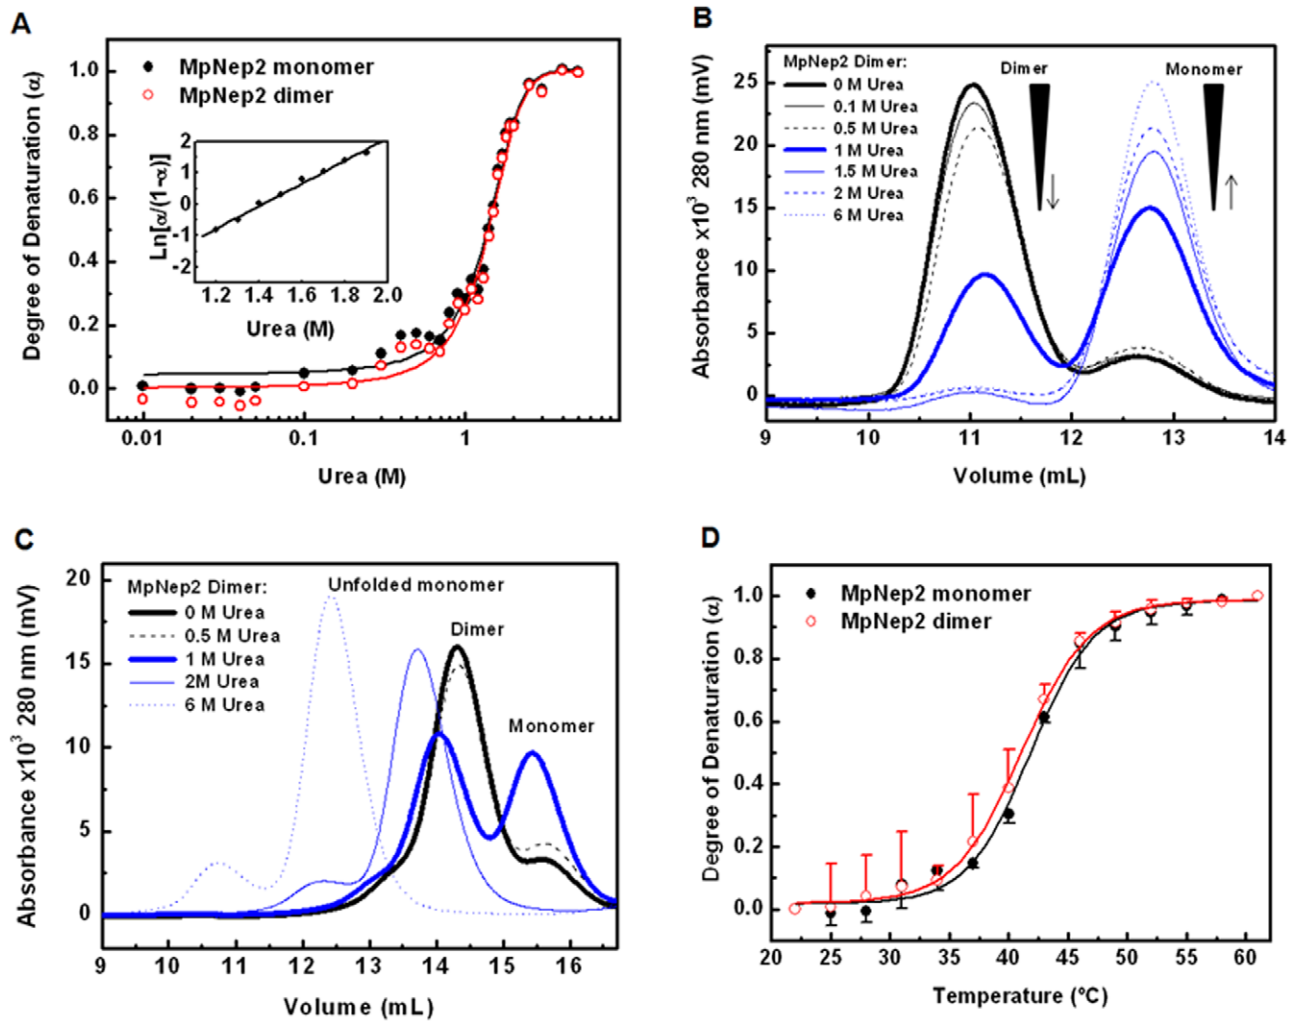 A
MpNep2 monomer
MpNep2 dimer
Degree of Denaturation (α)
1.0
0.8
0.6
0.4
0.2
0.0
0.01
0.1
1
Urea (M)
Ln[α/(1-α)]
2
1
0
-1
-2
1.2
1.4
1.6
1.8
2.0
Urea (M)
B
MpNep2 Dimer:
0 M Urea
0.1 M Urea
0.5 M Urea
1 M Urea
1.5 M Urea
2 M Urea
6 M Urea
Dimer
Monomer
Absorbance x10³ 280 nm (mV)
25
20
15
10
5
0
9
10
11
12
13
14
Volume (mL)
C
MpNep2 Dimer:
0 M Urea
0.5 M Urea
1 M Urea
2M Urea
6 M Urea
Unfolded monomer
Dimer
Monomer
Absorbance x10³ 280 nm (mV)
20
15
10
5
0
9
10
11
12
13
14
15
16
Volume (mL)
D
MpNep2 monomer
MpNep2 dimer
Degree of Denaturation (α)
1.0
0.8
0.6
0.4
0.2
0.0
20
25
30
35
40
45
50
55
60
Temperature (ºC)